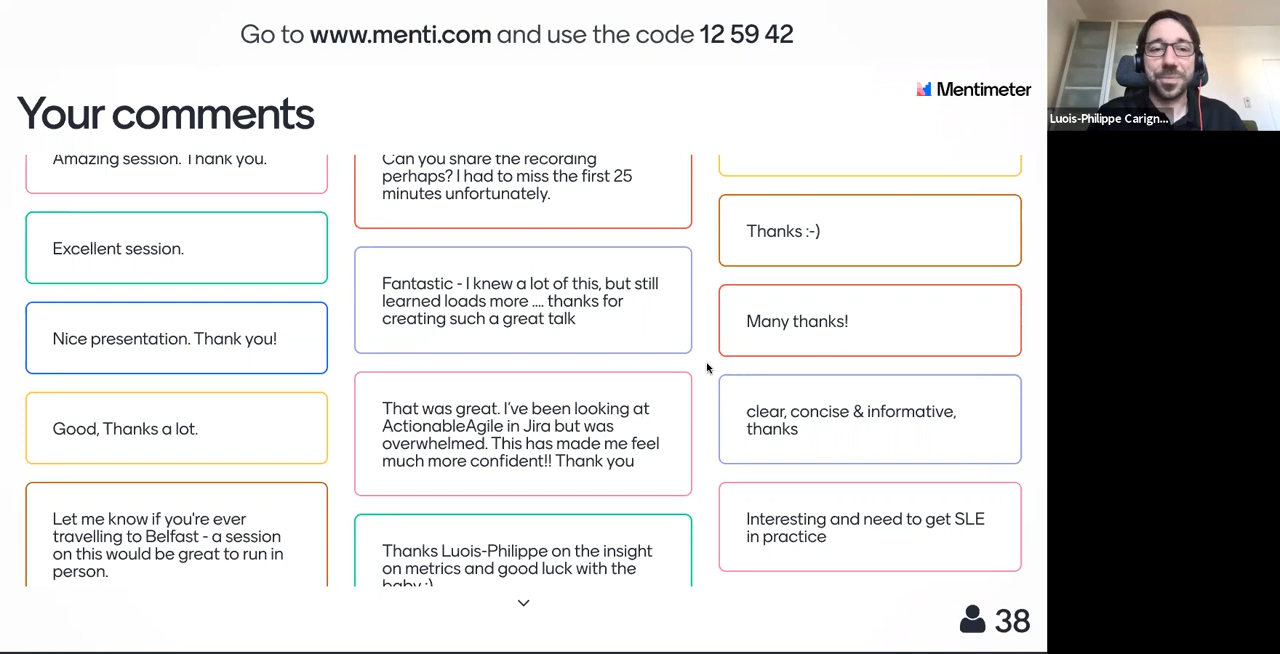 Go to www.menti.com and use the code 12 59 42
Mentimeter
Luois-Philippe Carign...
Your comments
Amazing session. Thank you.
Excellent session.
Nice presentation. Thank you!
Good, Thanks a lot.
Let me know if you're ever
travelling to Belfast - a session
on this would be great to run in
person.
Can you share the recording
perhaps? I had to miss the first 25
minutes unfortunately.
Fantastic - I knew a lot of this, but still
learned loads more .... thanks for
creating such a great talk
That was great. I've been looking at
ActionableAgile in Jira but was
overwhelmed. This has made me feel
much more confident!! Thank you
Thanks Luois-Philippe on the insight
on metrics and good luck with the
baby :)
Thanks :-)
Many thanks!
clear, concise & informative,
thanks
Interesting and need to get SLE
in practice
38